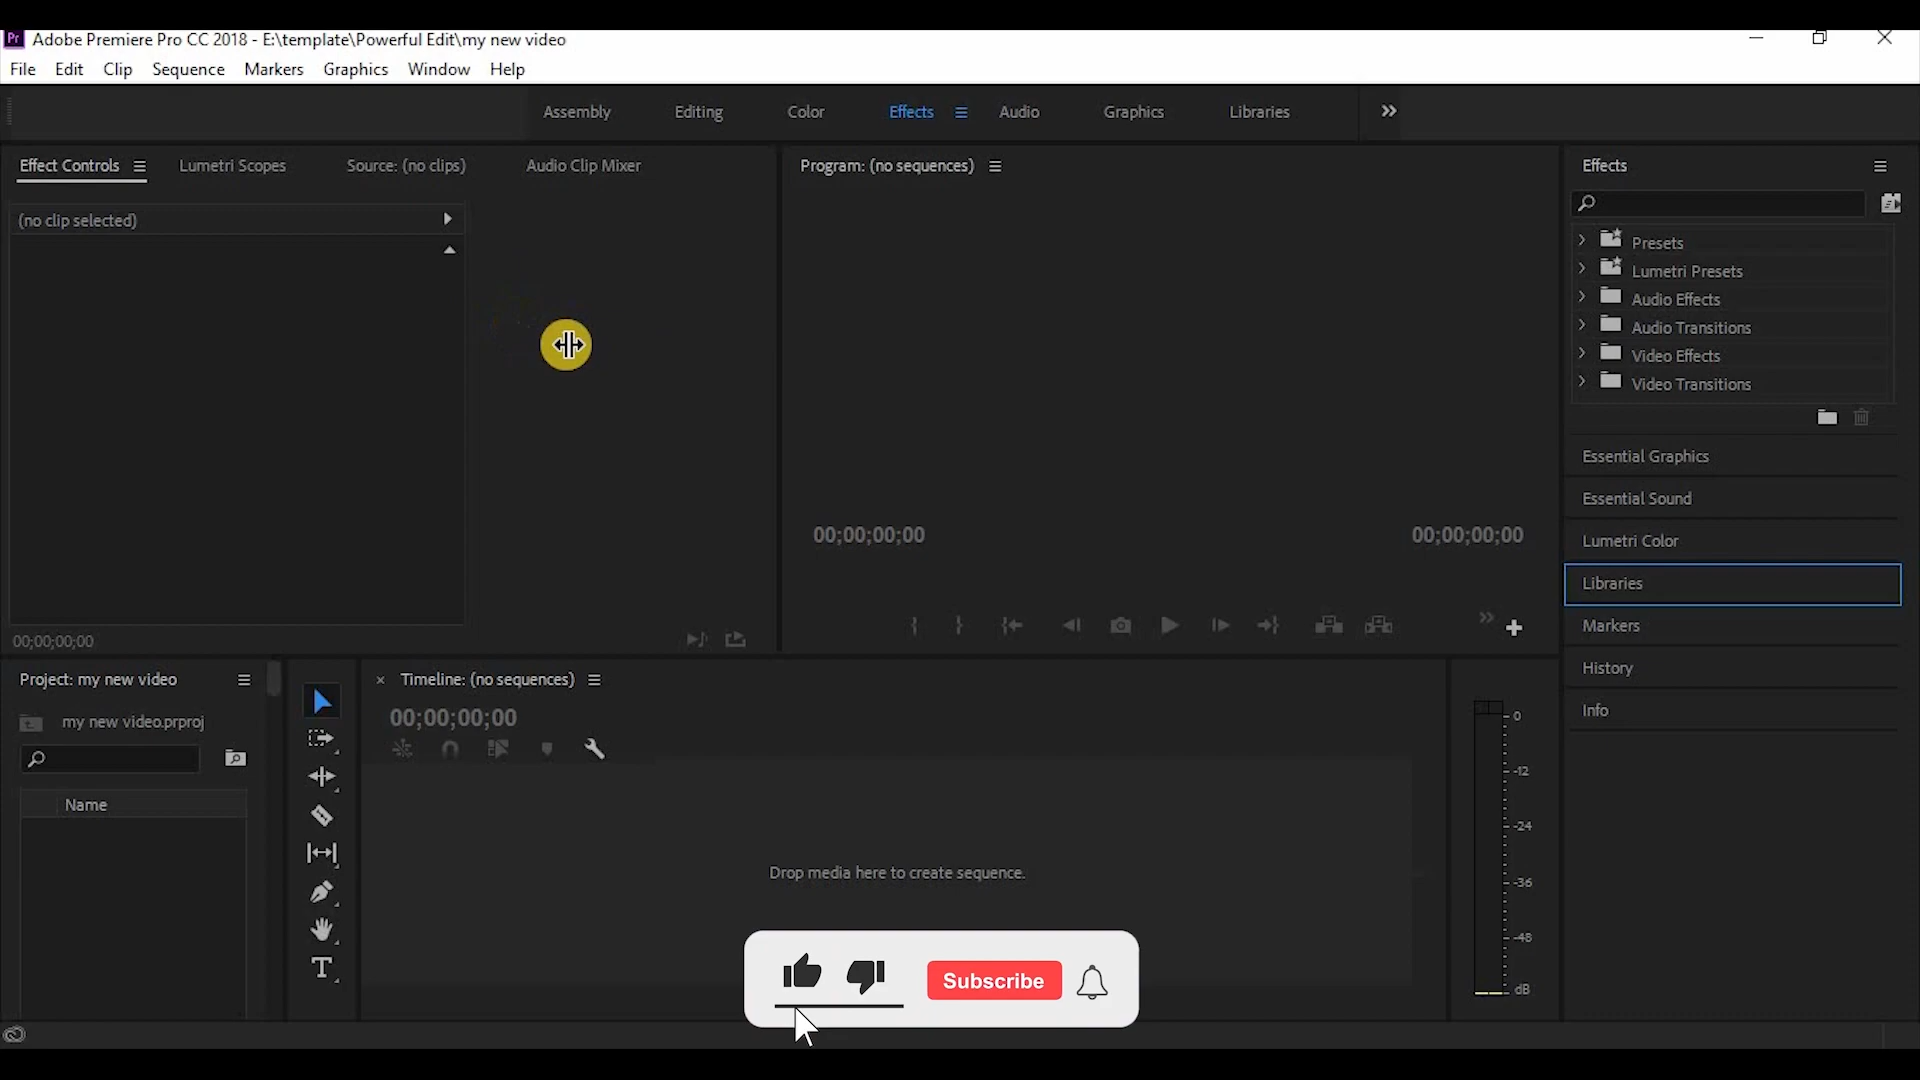 Pr Adobe Premiere Pro CC 2018 - E:\template\Powerful Edit\my new video
File Edit Clip Sequence Markers Graphics Window Help
Assembly Editing Color Effects Audio Graphics Libraries
Effect Controls Lumetri Scopes Source: (no clips) Audio Clip Mixer
(no clip selected)
00;00;00;00
Program: (no sequences)
00;00;00;00 00;00;00;00
Effects
Presets
Lumetri Presets
Audio Effects
Audio Transitions
Video Effects
Video Transitions
Essential Graphics
Essential Sound
Lumetri Color
Libraries
Markers
History
Info
Project: my new video
my new video.prproj
Name
Timeline: (no sequences)
00;00;00;00
Drop media here to create sequence.
0
-12
-24
-36
-48
dB
Subscribe